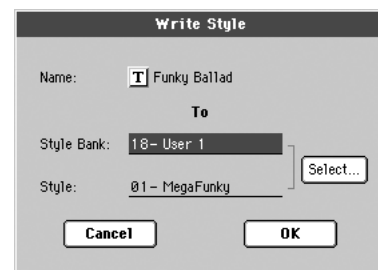 Write Style
Name: T Funky Ballad
To
Style Bank: 18- User 1
Select...
Style: 01- MegaFunky
Cancel OK